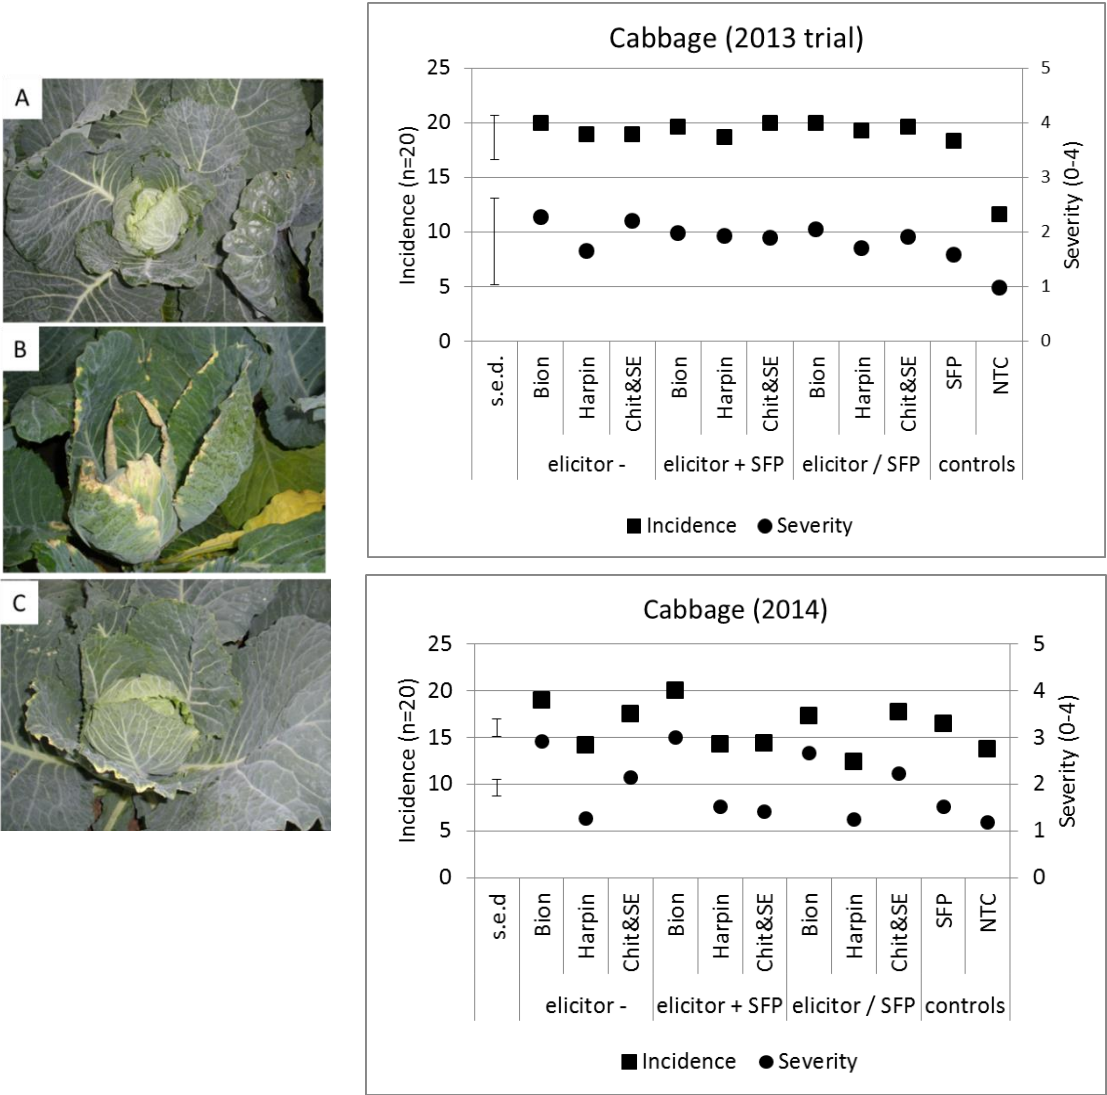 A
B
C
Cabbage (2013 trial)
25
20
15
10
5
0
Incidence (n=20)
5
4
3
2
1
0
Severity (0-4)
s.e.d.
Bion
Harpin
Chit&SE
Bion
Harpin
Chit&SE
Bion
Harpin
Chit&SE
SFP
NTC
elicitor - elicitor + SFP elicitor / SFP controls
Incidence Severity
Cabbage (2014)
25
20
15
10
5
0
Incidence (n=20)
5
4
3
2
1
0
Severity (0-4)
s.e.d
Bion
Harpin
Chit&SE
Bion
Harpin
Chit&SE
Bion
Harpin
Chit&SE
SFP
NTC
elicitor - elicitor + SFP elicitor / SFP controls
Incidence Severity